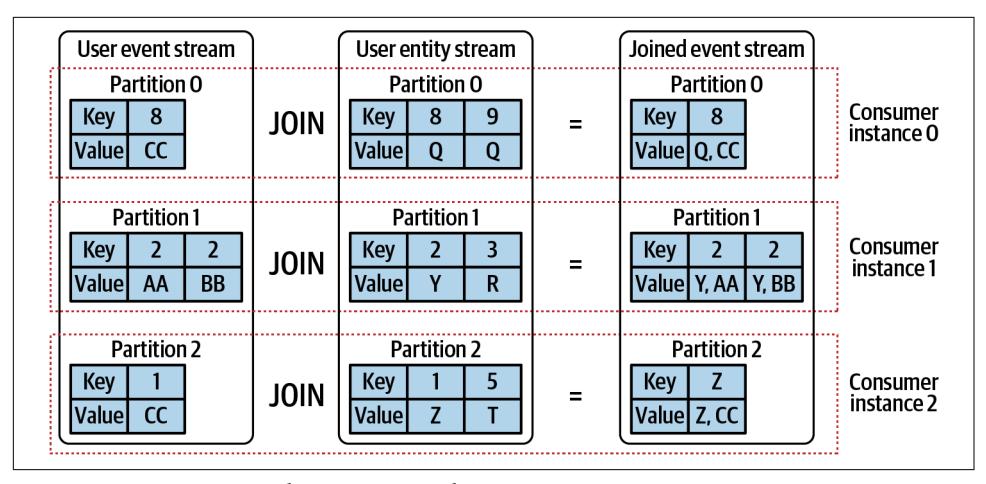 User event stream User entity stream Joined event stream
Partition 0 Partition 0 Partition 0
Key 8 JOIN Key 8 9 = Key 8 Consumer
Value CC Value Q Q Value Q, CC instance 0
Partition 1 Partition 1 Partition 1
Key 2 2 JOIN Key 2 3 = Key 2 2 Consumer
Value AA BB Value Y R Value Y, AA Y, BB instance 1
Partition 2 Partition 2 Partition 2
Key 1 JOIN Key 1 5 = Key Z Consumer
Value CC Value Z T Value Z, CC instance 2